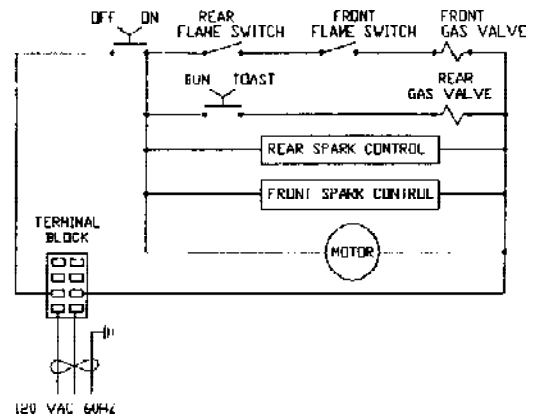 OFF ON
REAR
FLAME SWITCH
FRONT
FLAME SWITCH
FRONT
GAS VALVE
BUN TOAST
REAR
GAS VALVE
REAR SPARK CONTROL
FRONT SPARK CONTROL
TERMINAL
BLOCK
MOTOR
120 VAC 60HZ